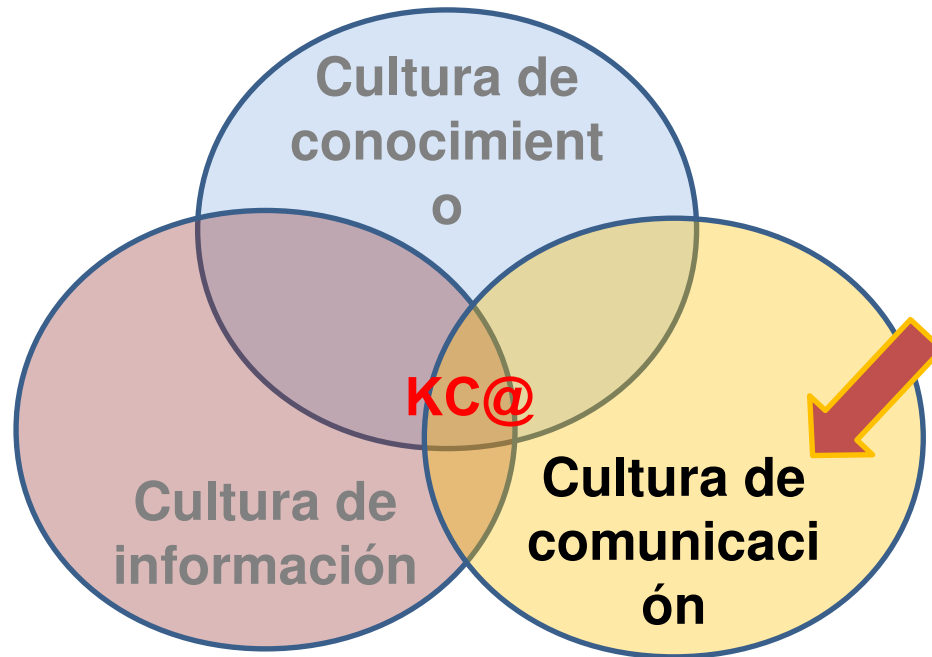 Cultura de
conocimient
o
KC@
Cultura de
información
Cultura de
comunicaci
ón